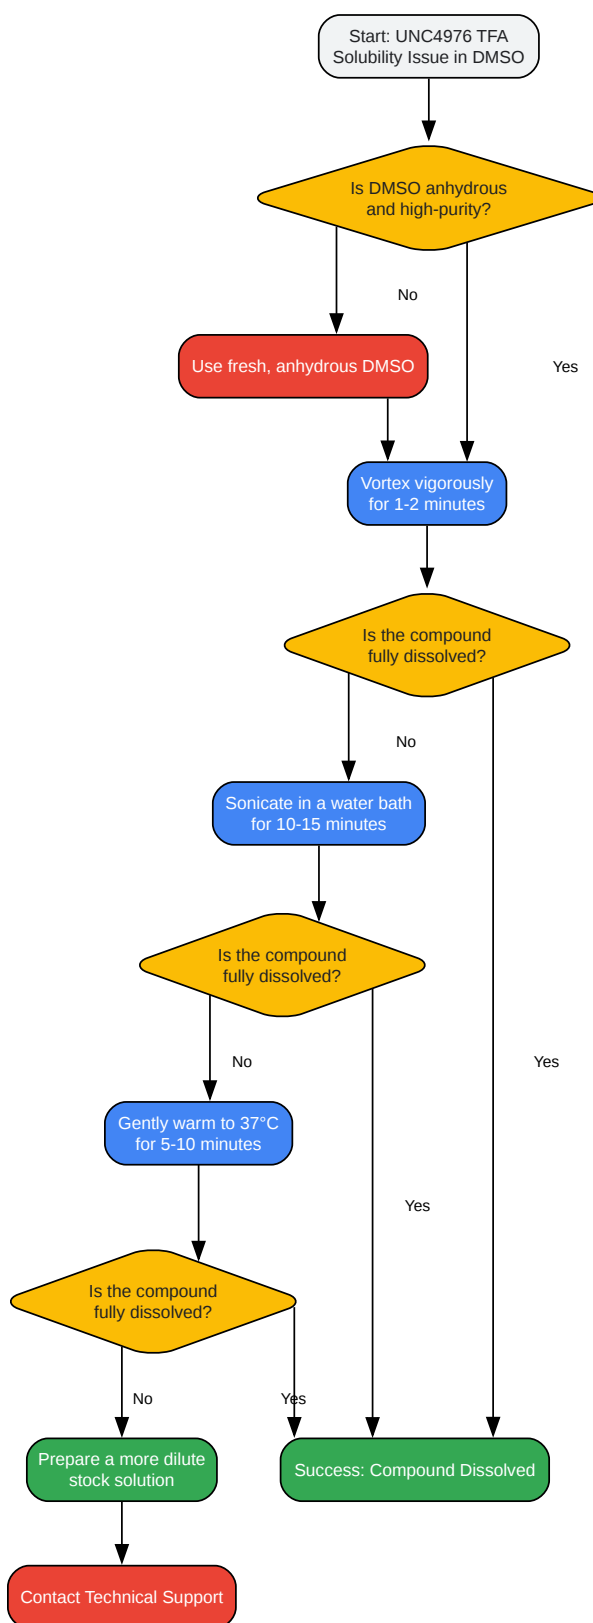 Start: UNC4976 TFA
Solubility Issue in DMSO
Is DMSO anhydrous
and high-purity?
No
Yes
Use fresh, anhydrous DMSO
Vortex vigorously
for 1-2 minutes
Is the compound
fully dissolved?
No
Sonicate in a water bath
for 10-15 minutes
Is the compound
fully dissolved?
No
Yes
Gently warm to 37°C
for 5-10 minutes
Yes
Is the compound
fully dissolved?
No
Yes
Prepare a more dilute
stock solution
Success: Compound Dissolved
Contact Technical Support